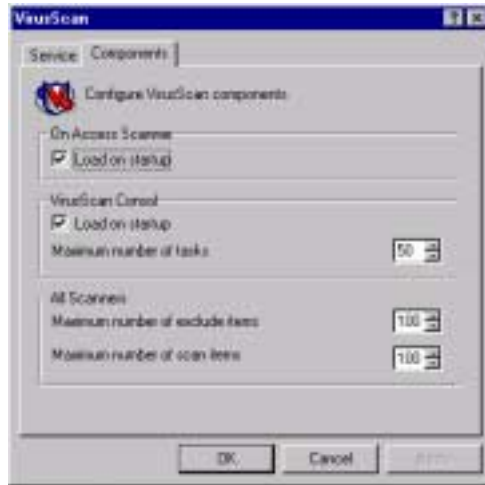 VirusScan
Service Components
Configure VirusScan components
On Access Scanner
Load on startup
VirusScan Consol
Load on startup
Maximum number of tasks 50
All Scanners
Maximum number of exclude items 100
Maximum number of scan items 100
OK Cancel